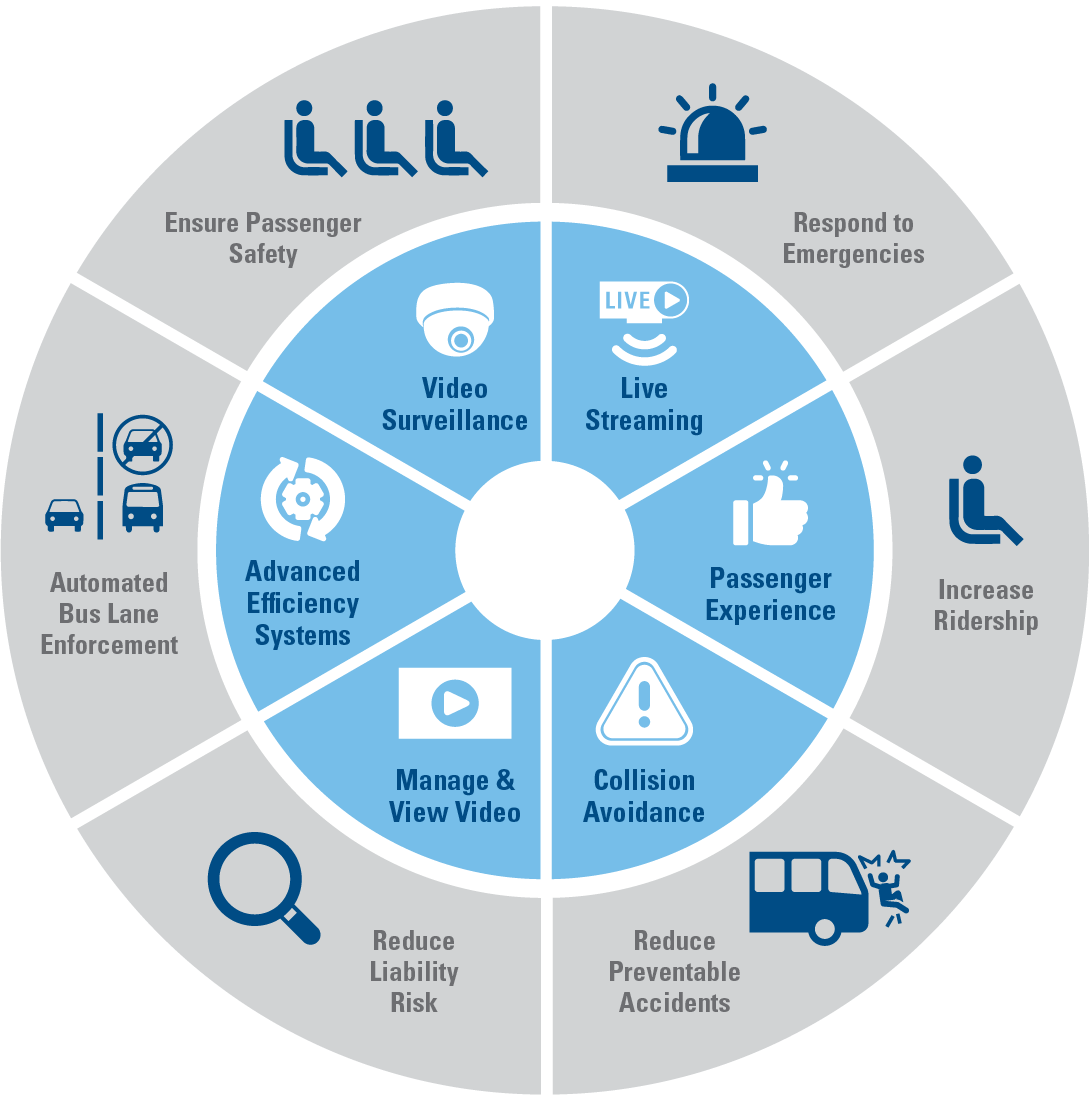 Ensure Passenger
Safety
Respond to
Emergencies
Video
Surveillance
LIVE
Live
Streaming
Advanced
Efficiency
Systems
Passenger
Experience
Automated
Bus Lane
Enforcement
Increase
Ridership
Manage &
View Video
Collision
Avoidance
Reduce
Liability
Risk
Reduce
Preventable
Accidents